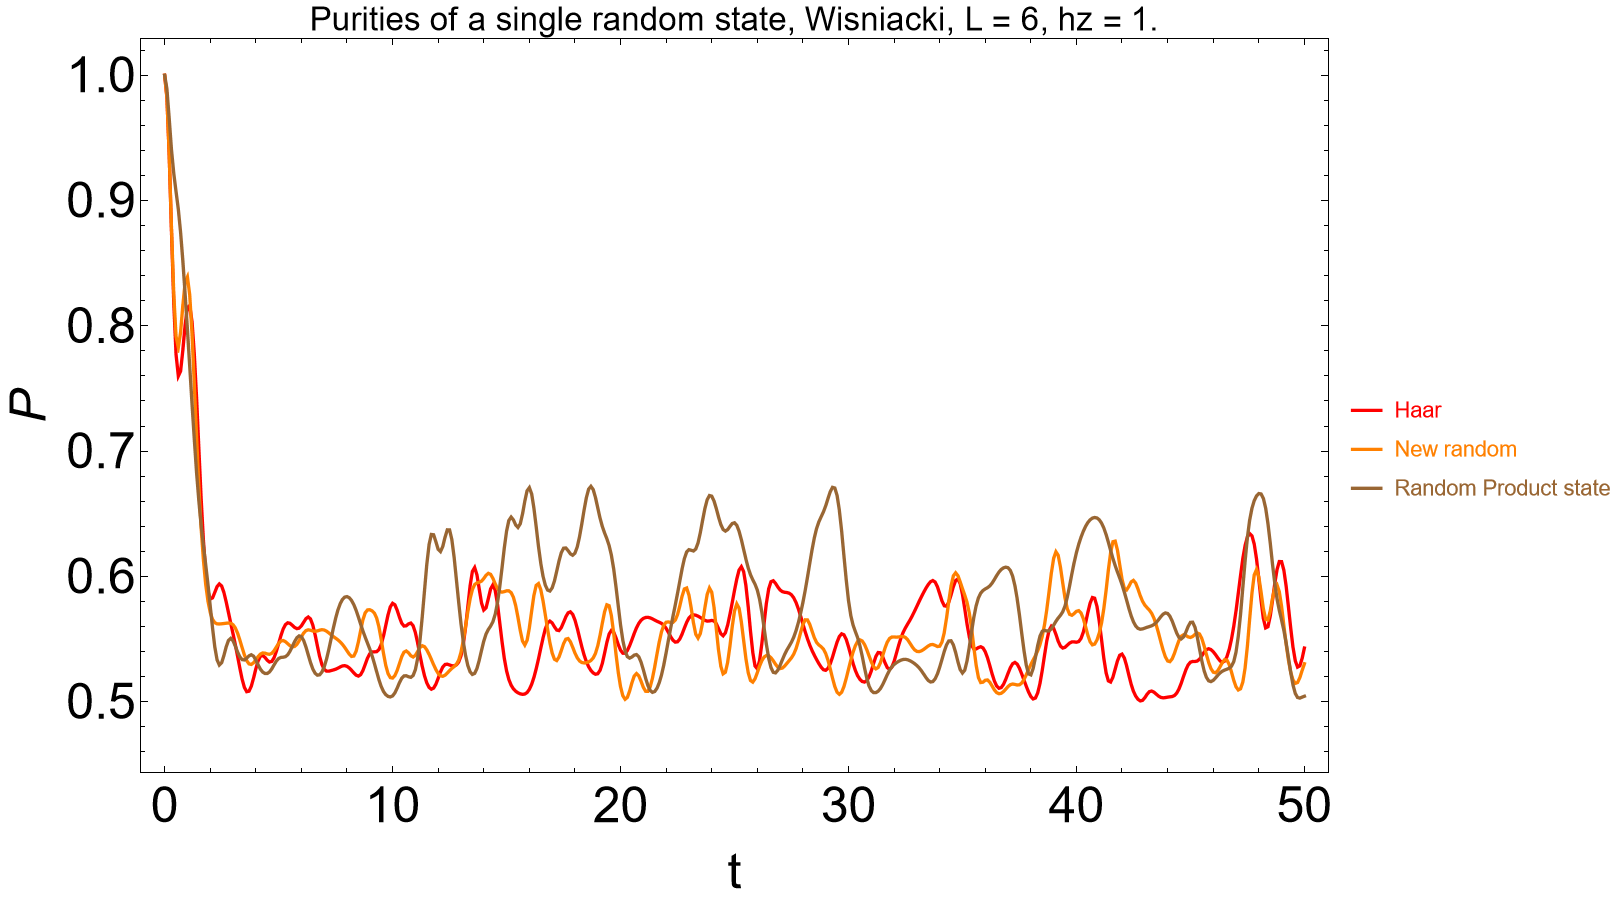 Purities of a single random state, Wisniacki, L = 6, hz = 1.
1.0
0.9
0.8
0.7
0.6
0.5
P
0 10 20 30 40 50
t
Haar
New random
Random Product state